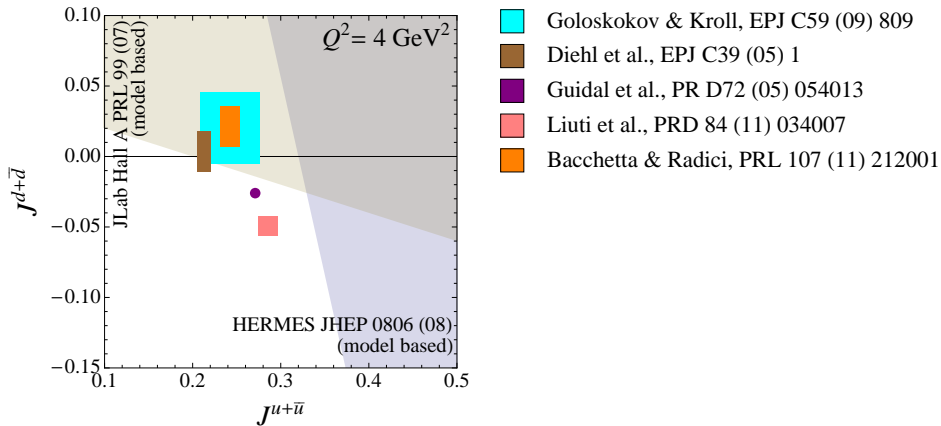 0.10
0.05
0.00
−0.05
−0.10
−0.15
0.1
0.2
0.3
0.4
0.5
J^{d+d̅}
J^{u+u̅}
Q² = 4 GeV²
JLab Hall A PRL 99 (07)
(model based)
HERMES JHEP 0806 (08)
(model based)
Goloskokov & Kroll, EPJ C59 (09) 809
Diehl et al., EPJ C39 (05) 1
Guidal et al., PR D72 (05) 054013
Liuti et al., PRD 84 (11) 034007
Bacchetta & Radici, PRL 107 (11) 212001